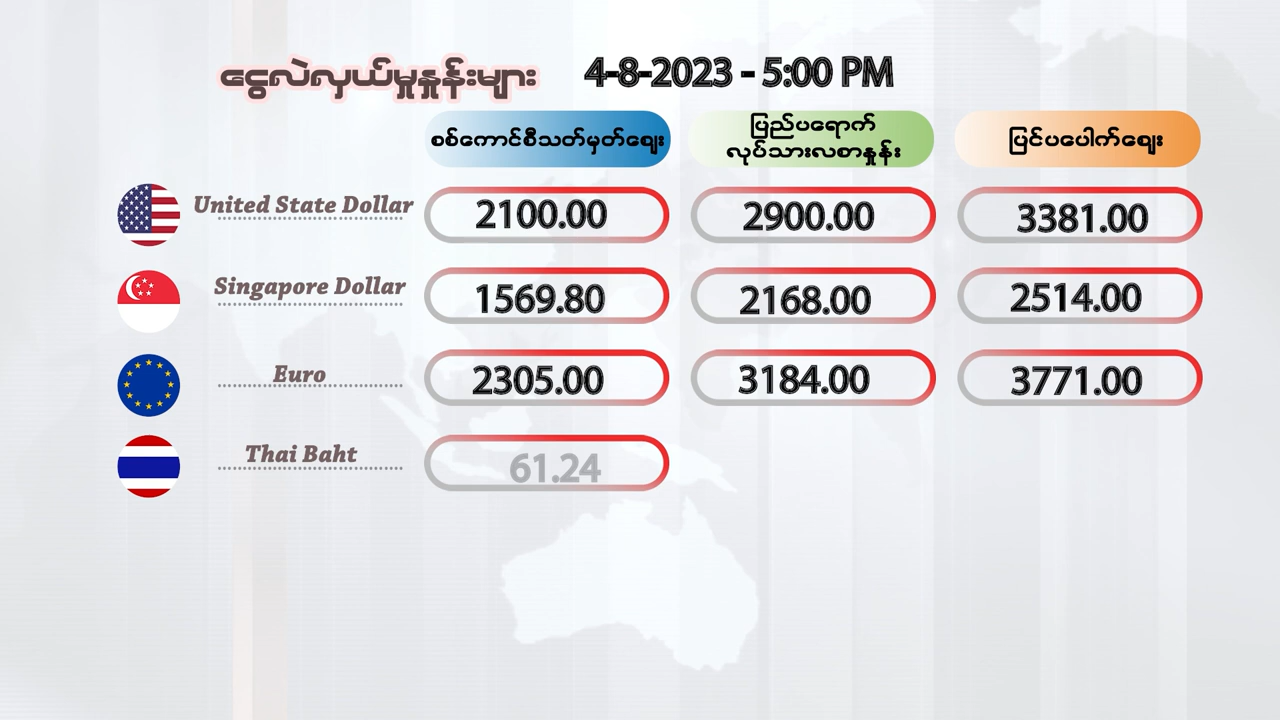 ငွေလဲလှယ်မှုနှုန်းများ 4-8-2023 - 5:00 PM
စစ်ကောင်စီသတ်မှတ်ဈေး
ပြည်ပရောက်
လုပ်သားလစာနှုန်း
ပြင်ပပေါက်ဈေး
United State Dollar 2100.00 2900.00 3381.00
Singapore Dollar 1569.80 2168.00 2514.00
Euro 2305.00 3184.00 3771.00
Thai Baht 61.24